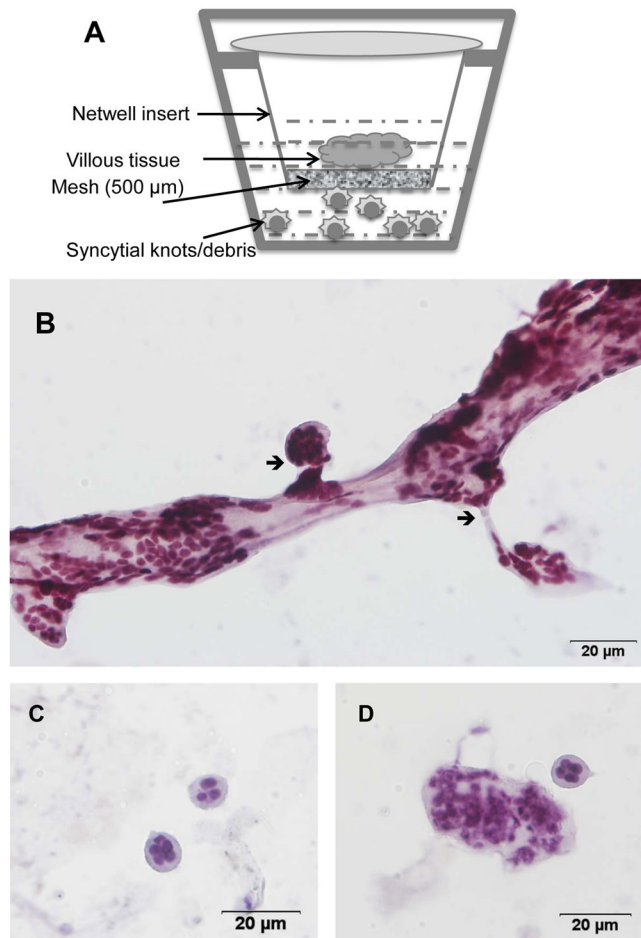 A
Netwell insert
Villous tissue
Mesh (500 µm)
Syncytial knots/debris
B
20 µm
C
20 µm
D
20 µm